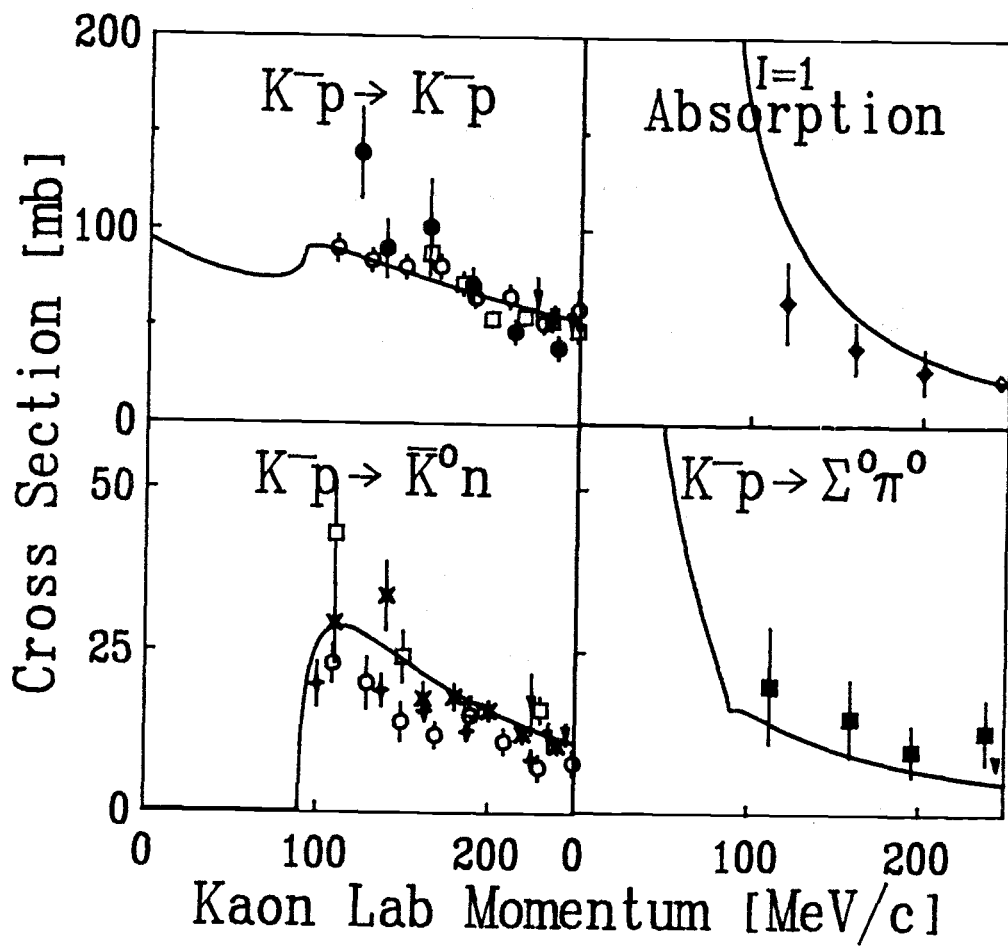 Cross Section [mb]
200
100
0
50
25
0
K⁻p → K⁻p
I=1
Absorption
K⁻p → K̄⁰n
K⁻p → Σ⁰π⁰
0
100
200
0
100
200
Kaon Lab Momentum [MeV/c]